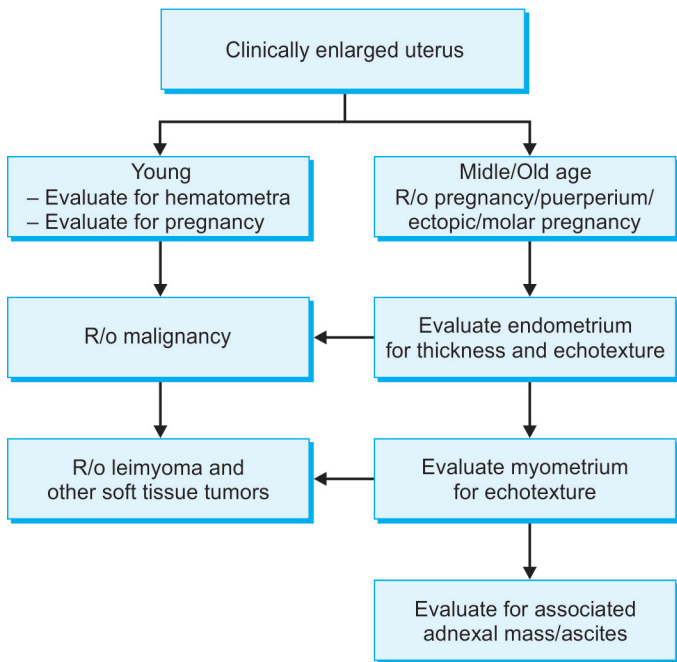 Clinically enlarged uterus
Young
– Evaluate for hematometra
– Evaluate for pregnancy
Midle/Old age
R/o pregnancy/puerperium/
ectopic/molar pregnancy
R/o malignancy
Evaluate endometrium
for thickness and echotexture
R/o leimyoma and
other soft tissue tumors
Evaluate myometrium
for echotexture
Evaluate for associated
adnexal mass/ascites